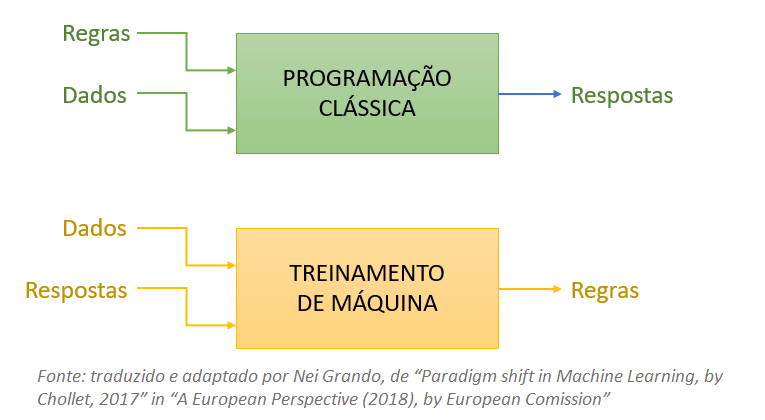 Regras
Dados
PROGRAMAÇÃO
CLÁSSICA
Respostas
Dados
Respostas
TREINAMENTO
DE MÁQUINA
Regras
Fonte: traduzido e adaptado por Nei Grando, de “Paradigm shift in Machine Learning, by
Chollet, 2017” in “A European Perspective (2018), by European Comission”